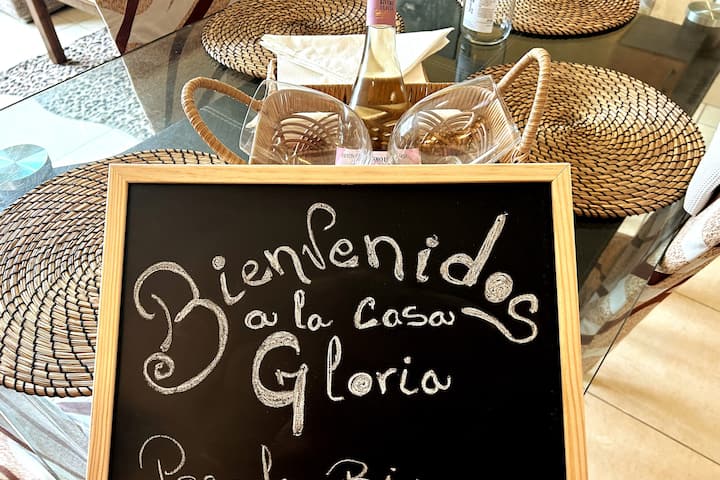 Bienvenidos
a la casa
Gloria